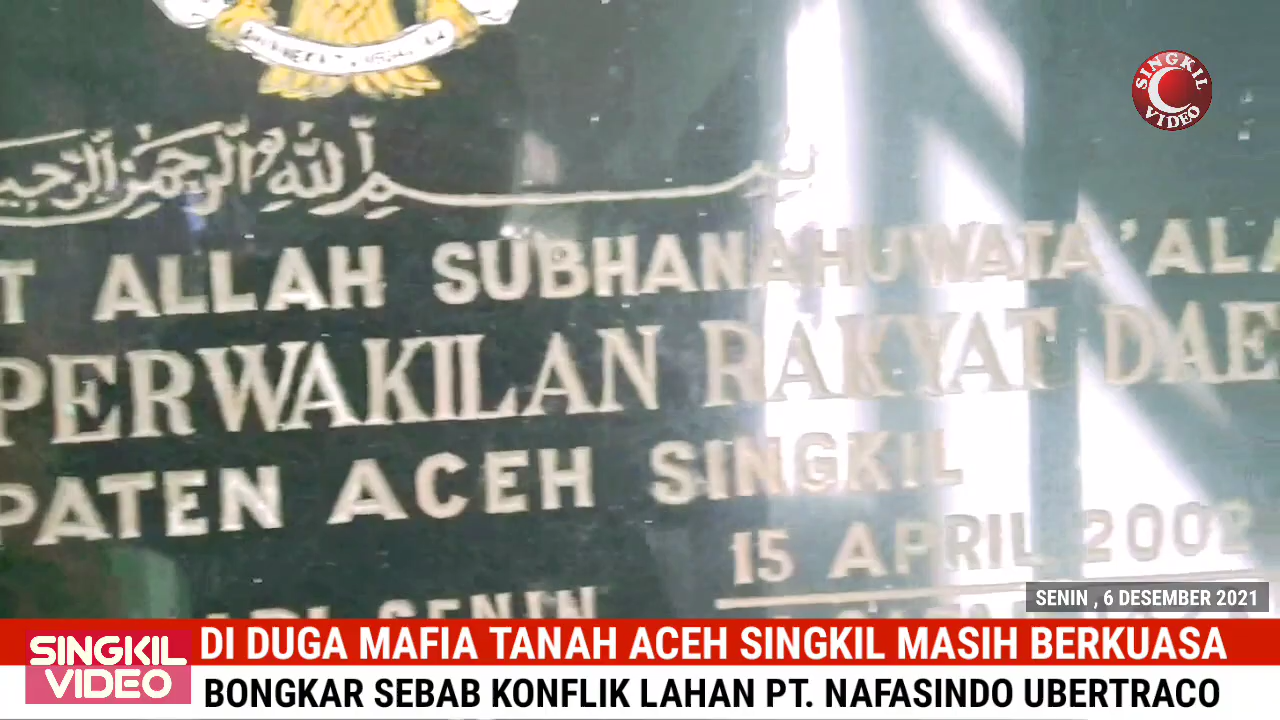 SINGKIL VIDEO
بسم الله الرحمن الرحيم
T ALLAH SUBHANAHUWATA'ALA
PERWAKILAN RAKYAT DAE
PATEN ACEH SINGKIL
15 APRIL 2002
ARI SENIN
SENIN , 6 DESEMBER 2021
SINGKIL
VIDEO
DI DUGA MAFIA TANAH ACEH SINGKIL MASIH BERKUASA
BONGKAR SEBAB KONFLIK LAHAN PT. NAFASINDO UBERTRACO